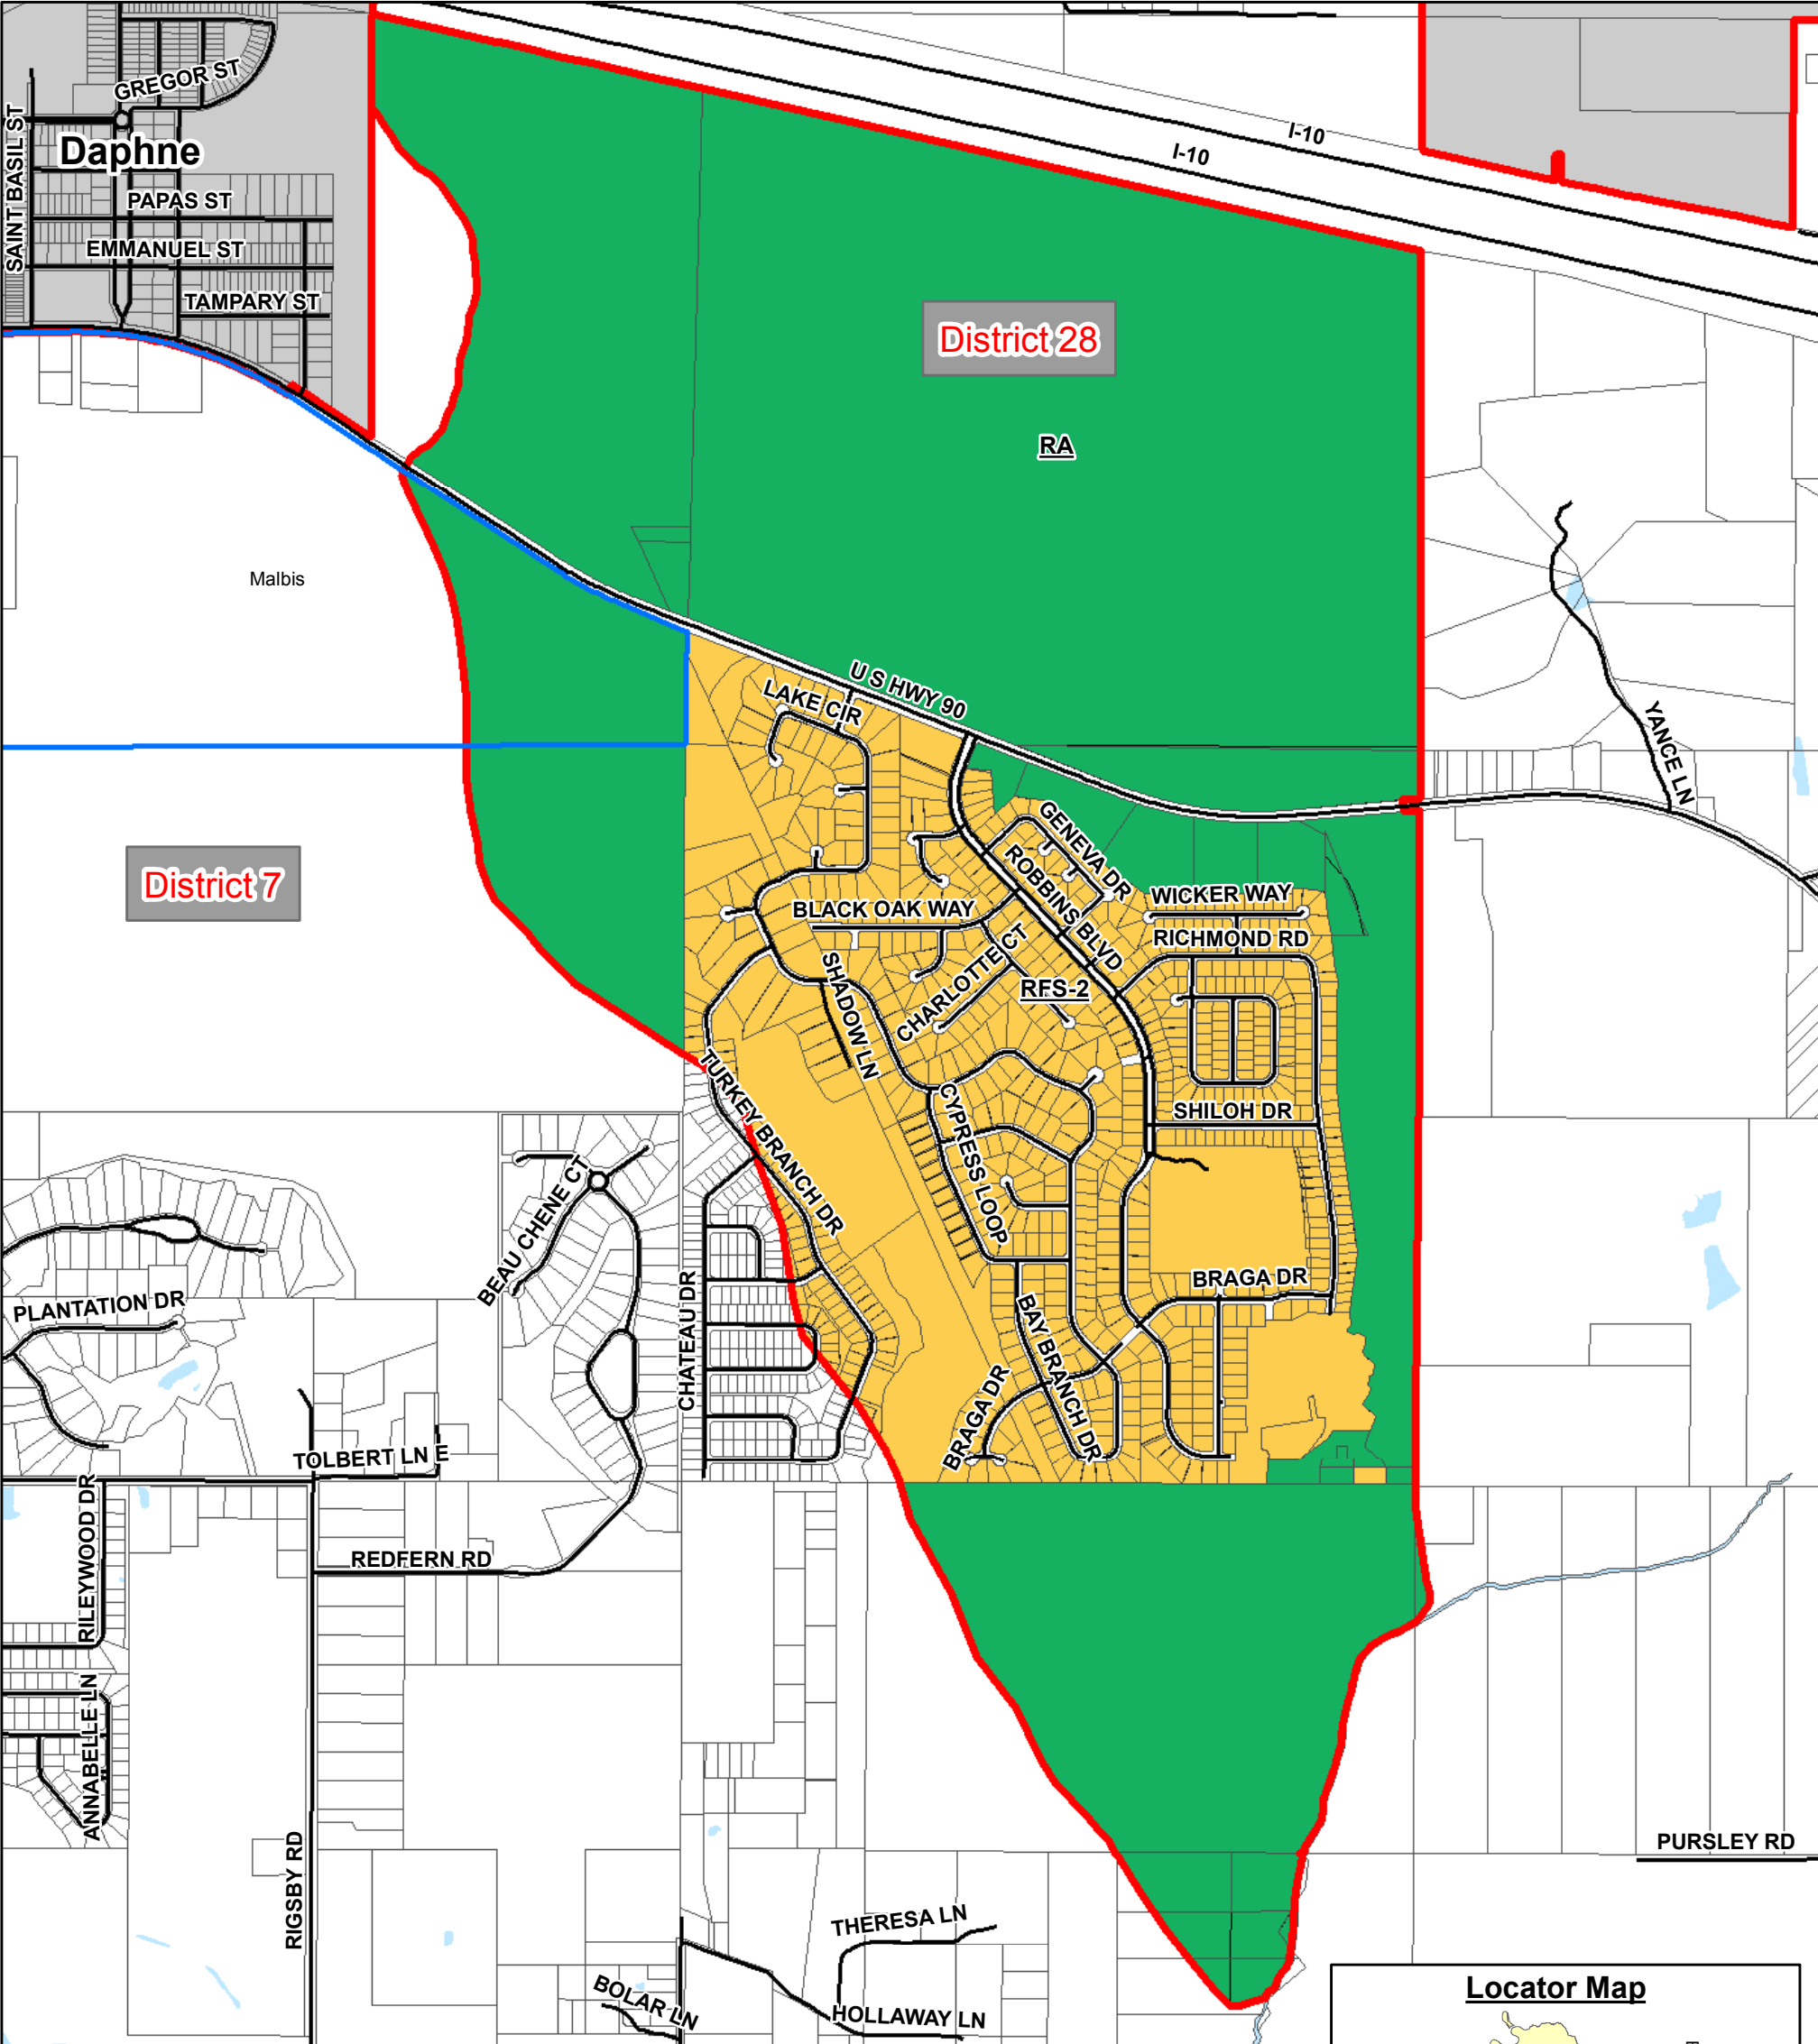 GREGOR ST
Daphne
SAINT BASIL ST
PAPAS ST
EMMANUEL ST
TAMPARY ST
I-10
I-10
District 28
RA
Malbis
U S HWY 90
LAKE CIR
YANCE LN
District 7
GENEVA DR
ROBBINS BLVD
WICKER WAY
BLACK OAK WAY
RICHMOND RD
CHARLOTTE CT
SHADOW LN
RFS-2
TURKEY BRANCH DR
CYPRESS LOOP
SHILOH DR
BEAU CHENE CT
PLANTATION DR
CHATEAU DR
BRAGA DR
BAY BRANCH DR
BRAGA DR
TOLBERT LN E
RILEYWOOD DR
REDFERN RD
ANNABELLE LN
RIGSBY RD
PURSLEY RD
THERESA LN
BOLAR LN
HOLLAWAY LN
Locator Map